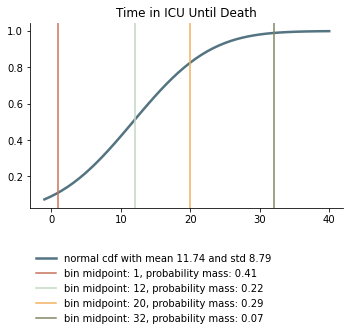 Time in ICU Until Death
1.0
0.8
0.6
0.4
0.2
0 10 20 30 40
normal cdf with mean 11.74 and std 8.79
bin midpoint: 1, probability mass: 0.41
bin midpoint: 12, probability mass: 0.22
bin midpoint: 20, probability mass: 0.29
bin midpoint: 32, probability mass: 0.07